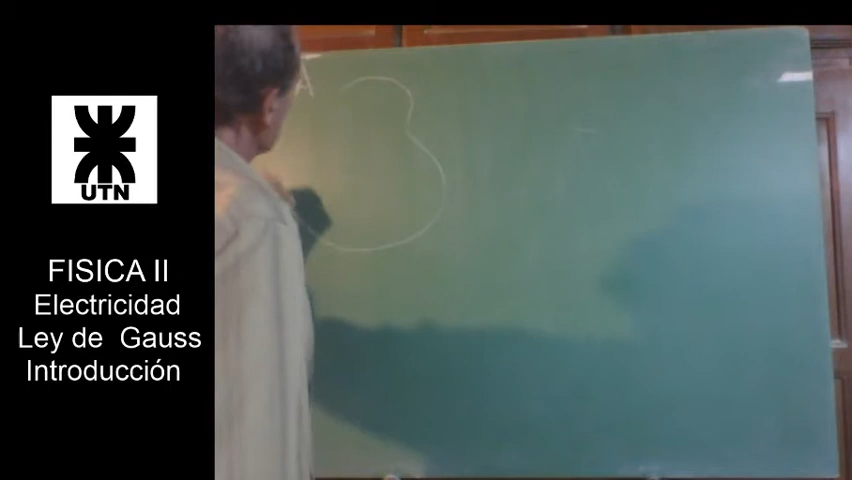 UTN
FISICA II
Electricidad
Ley de Gauss
Introducción
A